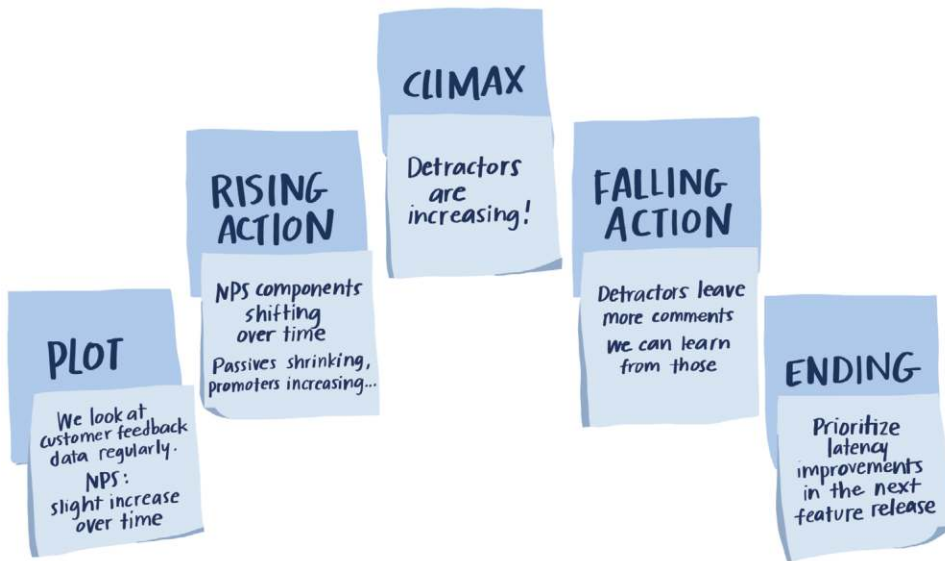 PLOT
We look at
customer feedback
data regularly.
NPS:
slight increase
over time
RISING
ACTION
NPS components
shifting
over time
Passives shrinking,
promoters increasing...
CLIMAX
Detractors
are
increasing!
FALLING
ACTION
Detractors leave
more comments
We can learn
from those
ENDING
Prioritize
latency
improvements
in the next
feature release